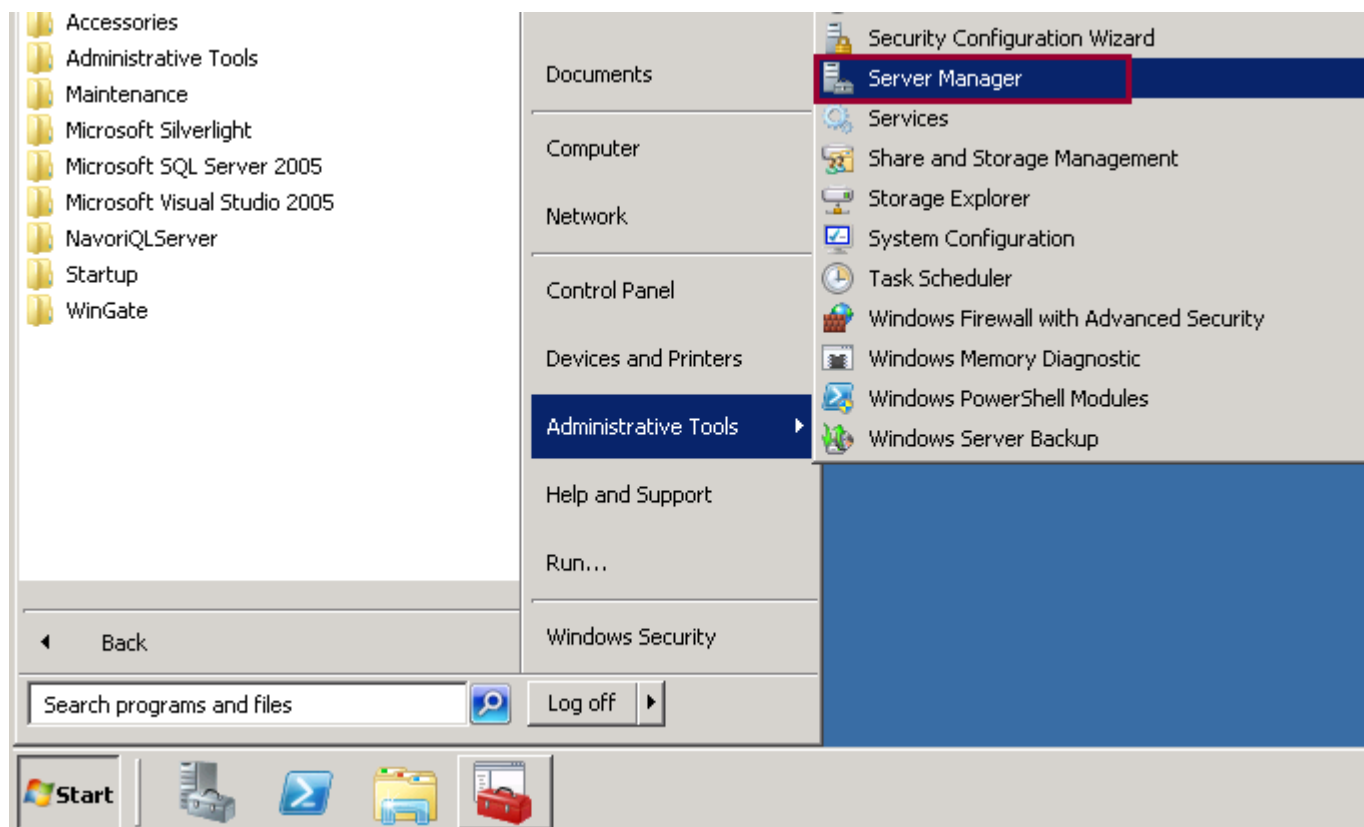 Accessories
Administrative Tools
Maintenance
Microsoft Silverlight
Microsoft SQL Server 2005
Microsoft Visual Studio 2005
NavoriQLServer
Startup
WinGate
Back
Search programs and files
Documents
Computer
Network
Control Panel
Devices and Printers
Administrative Tools
Help and Support
Run...
Windows Security
Log off
Security Configuration Wizard
Server Manager
Services
Share and Storage Management
Storage Explorer
System Configuration
Task Scheduler
Windows Firewall with Advanced Security
Windows Memory Diagnostic
Windows PowerShell Modules
Windows Server Backup
Start